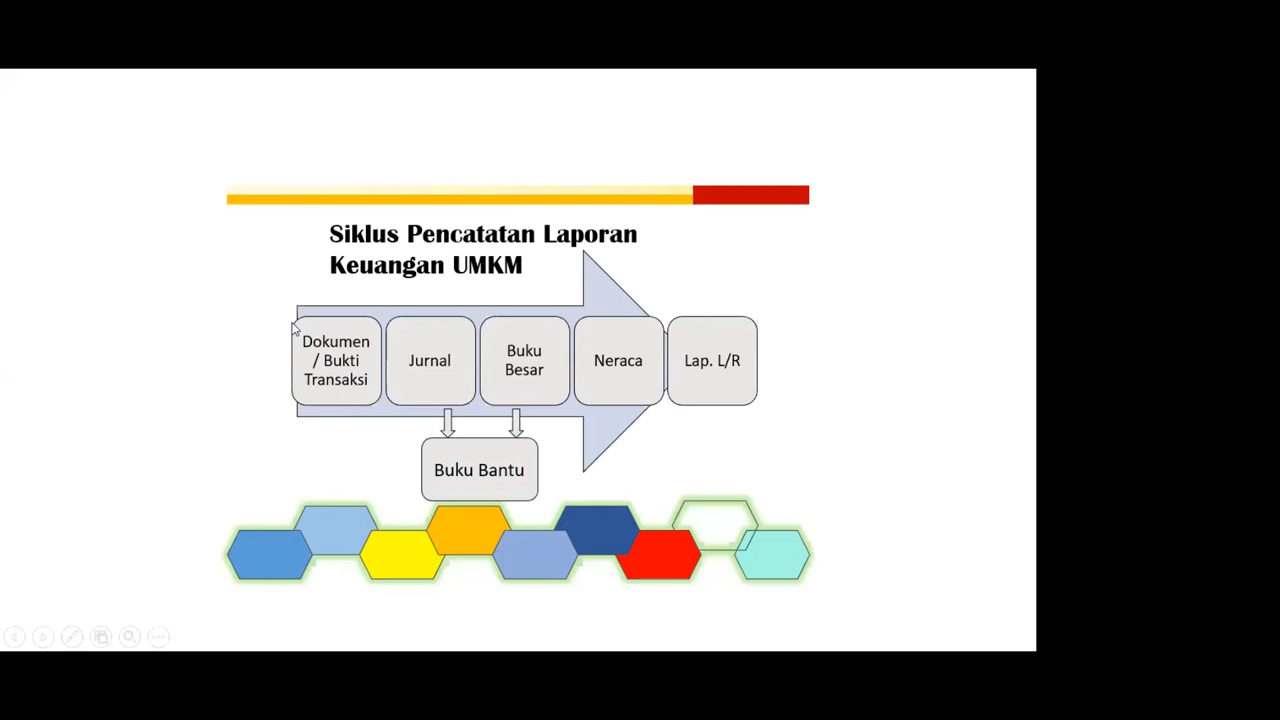 Siklus Pencatatan Laporan
Keuangan UMKM
Dokumen
/ Bukti
Transaksi
Jurnal
Buku
Besar
Neraca
Lap. L/R
Buku Bantu